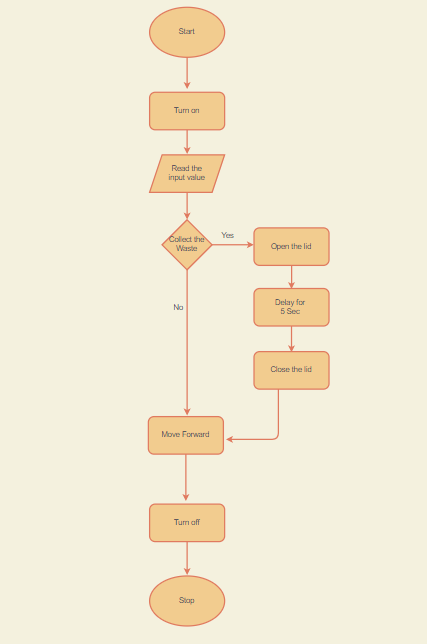 Start
Turn on
Read the
input value
Collect the
Waste
Yes
Open the lid
Delay for
5 Sec
No
Close the lid
Move Forward
Turn off
Stop